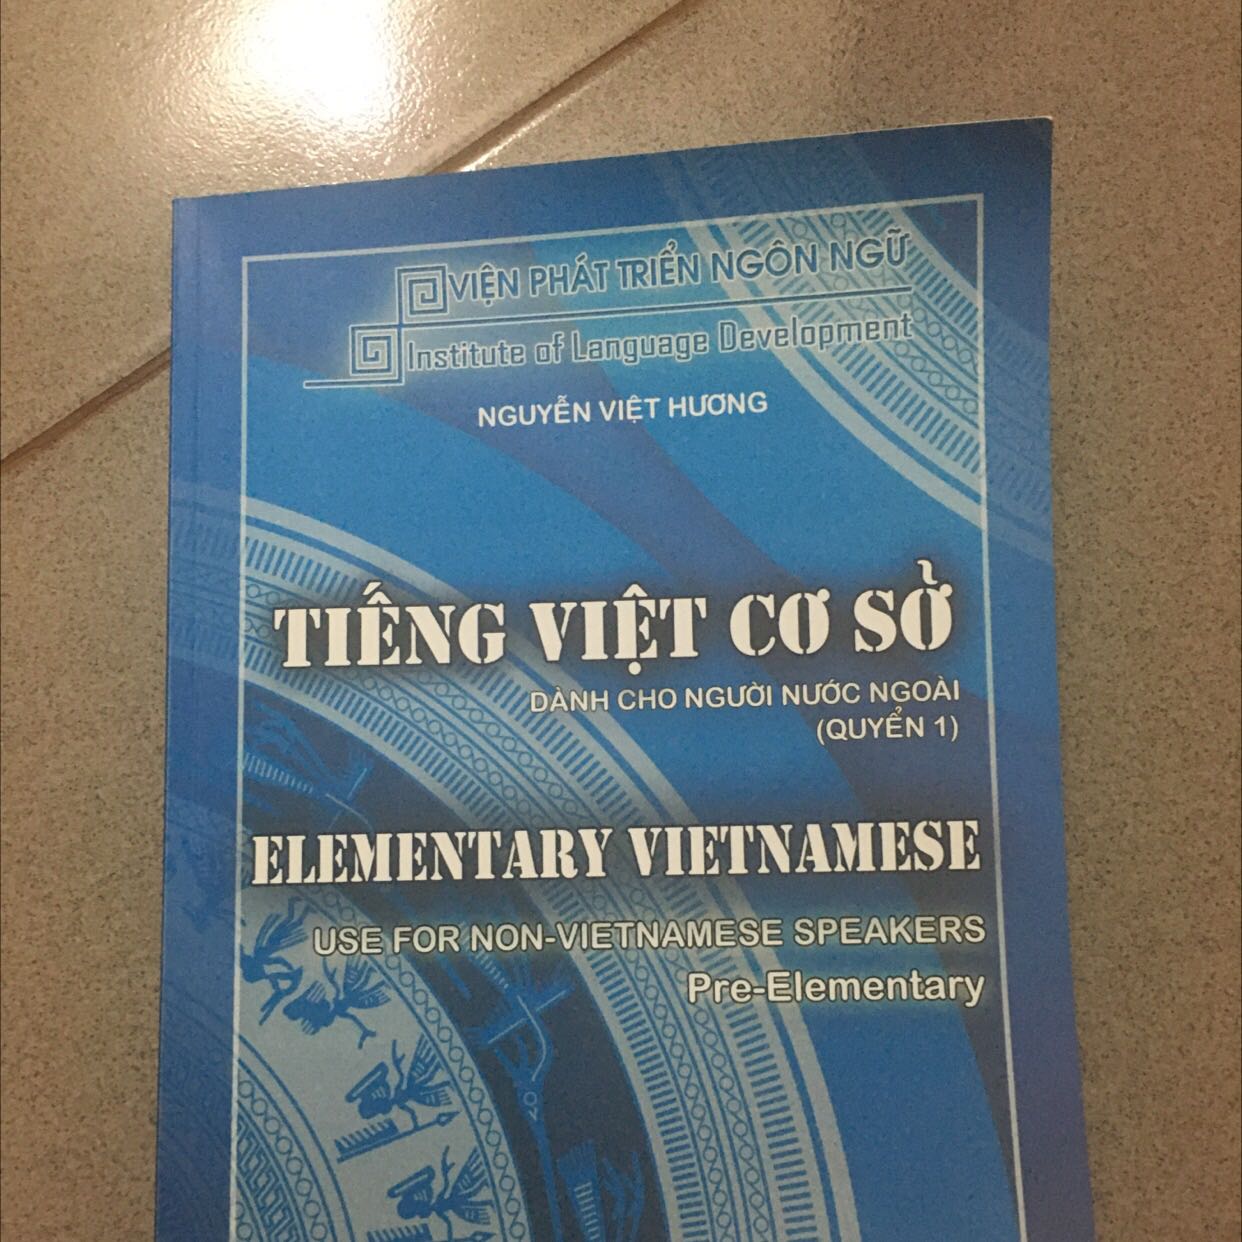 VIỆN PHÁT TRIỂN NGÔN NGỮ
Institute of Language Development
NGUYỄN VIỆT HƯƠNG
TIẾNG VIỆT CƠ SỞ
DÀNH CHO NGƯỜI NƯỚC NGOÀI
(QUYỂN 1)
ELEMENTARY VIETNAMESE
USE FOR NON-VIETNAMESE SPEAKERS
Pre-Elementary